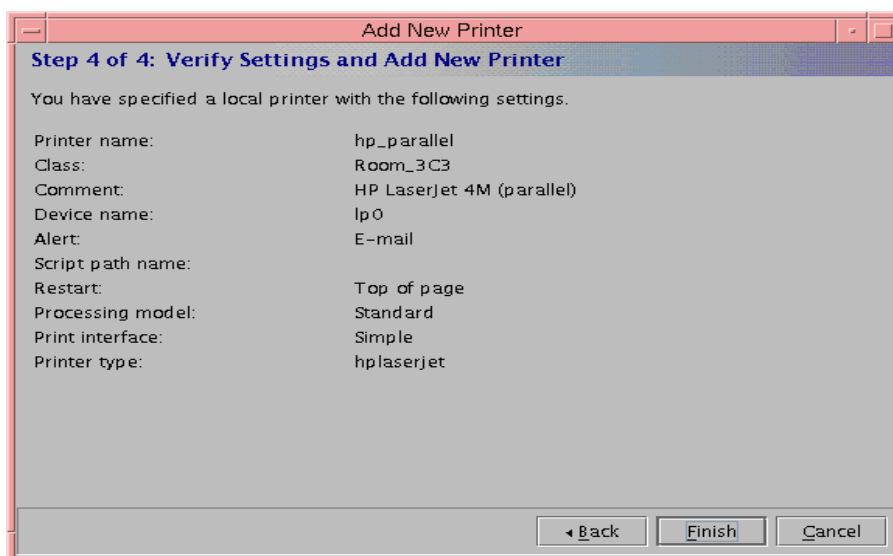 Add New Printer
Step 4 of 4: Verify Settings and Add New Printer
You have specified a local printer with the following settings.
Printer name: hp_parallel
Class: Room_3C3
Comment: HP LaserJet 4M (parallel)
Device name: lp0
Alert: E-mail
Script path name:
Restart: Top of page
Processing model: Standard
Print interface: Simple
Printer type: hplaserjet
Back Finish Cancel